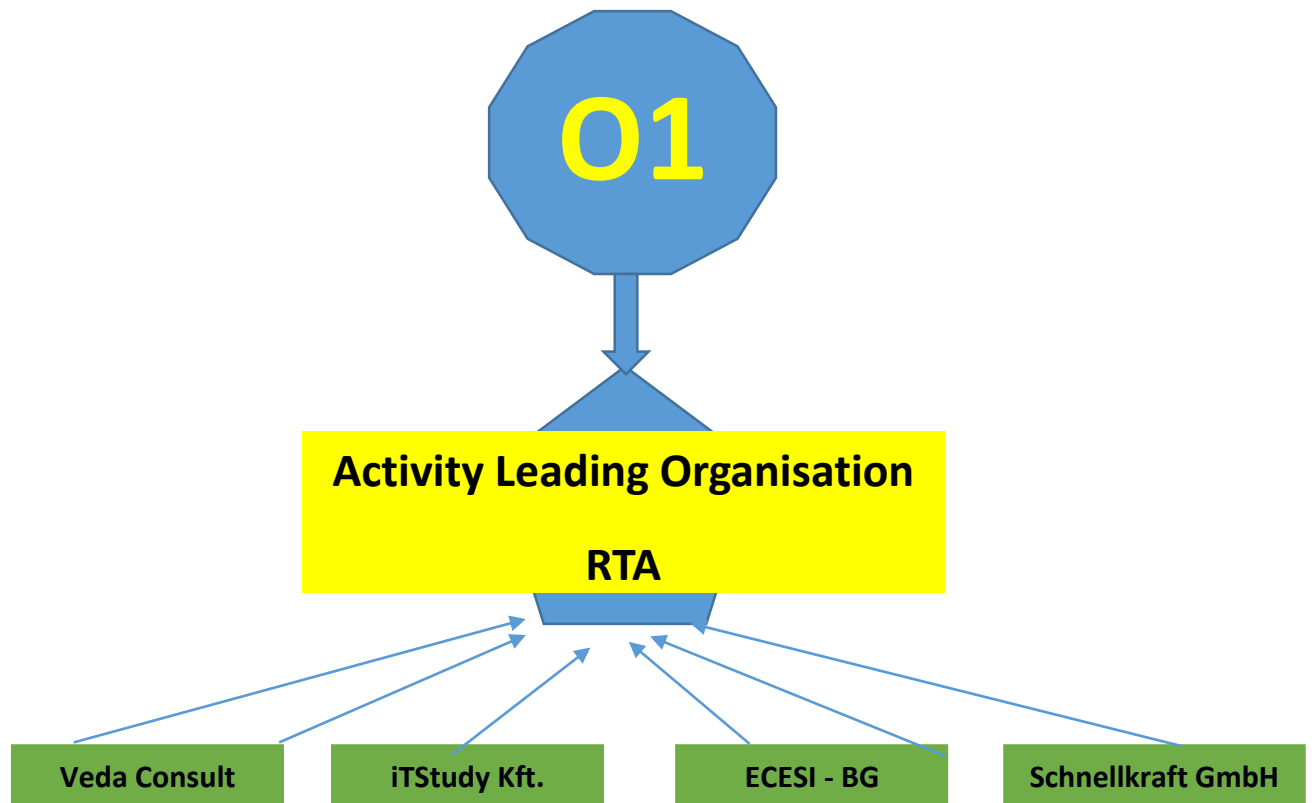 O1
Activity Leading Organisation
RTA
Veda Consult
iTStudy Kft.
ECESI - BG
Schnellkraft GmbH